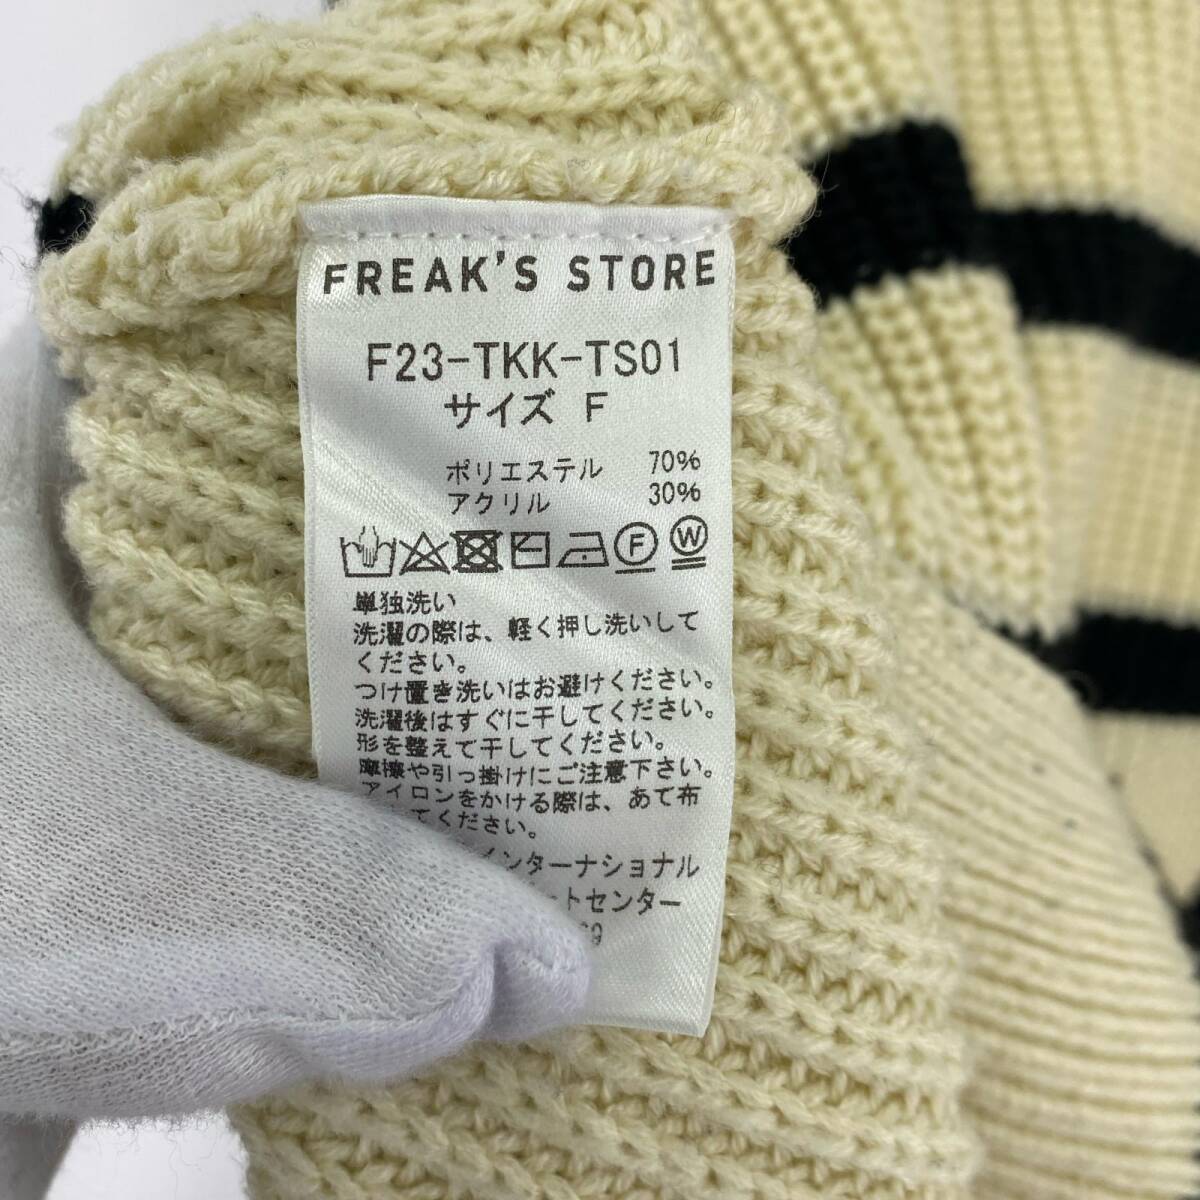 FREAK'S STORE
F23-TKK-TS01
サイズ F
ポリエステル 70%
アクリル 30%
F W
単独洗い
洗濯の際は、軽く押し洗いして
ください。
つけ置き洗いはお避けください。
洗濯後はすぐに干してください。
形を整えて干してください。
摩擦や引っ掛けにご注意下さい。
アイロンをかける際は、あて布
てください。
インターナショナル
ートセンター
69